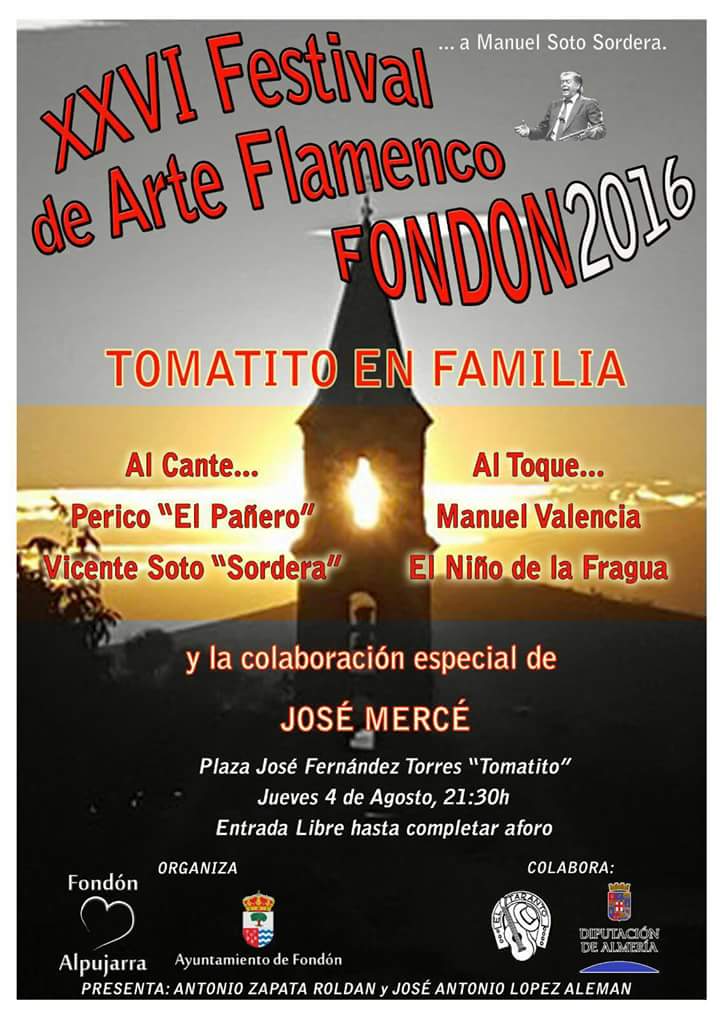 ... a Manuel Soto Sordera.
XXVI Festival
de Arte Flamenco
FONDON2016
TOMATITO EN FAMILIA
Al Cante...
Perico "El Pañero"
Vicente Soto "Sordera"
Al Toque...
Manuel Valencia
El Niño de la Fragua
y la colaboración especial de
JOSÉ MERCÉ
Plaza José Fernández Torres "Tomatito"
Jueves 4 de Agosto, 21:30h
Entrada Libre hasta completar aforo
ORGANIZA
Fondón
Alpujarra
Ayuntamiento de Fondón
COLABORA:
EL TARANTO
DIPUTACIÓN
DE ALMERÍA
PRESENTA: ANTONIO ZAPATA ROLDAN y JOSÉ ANTONIO LOPEZ ALEMAN